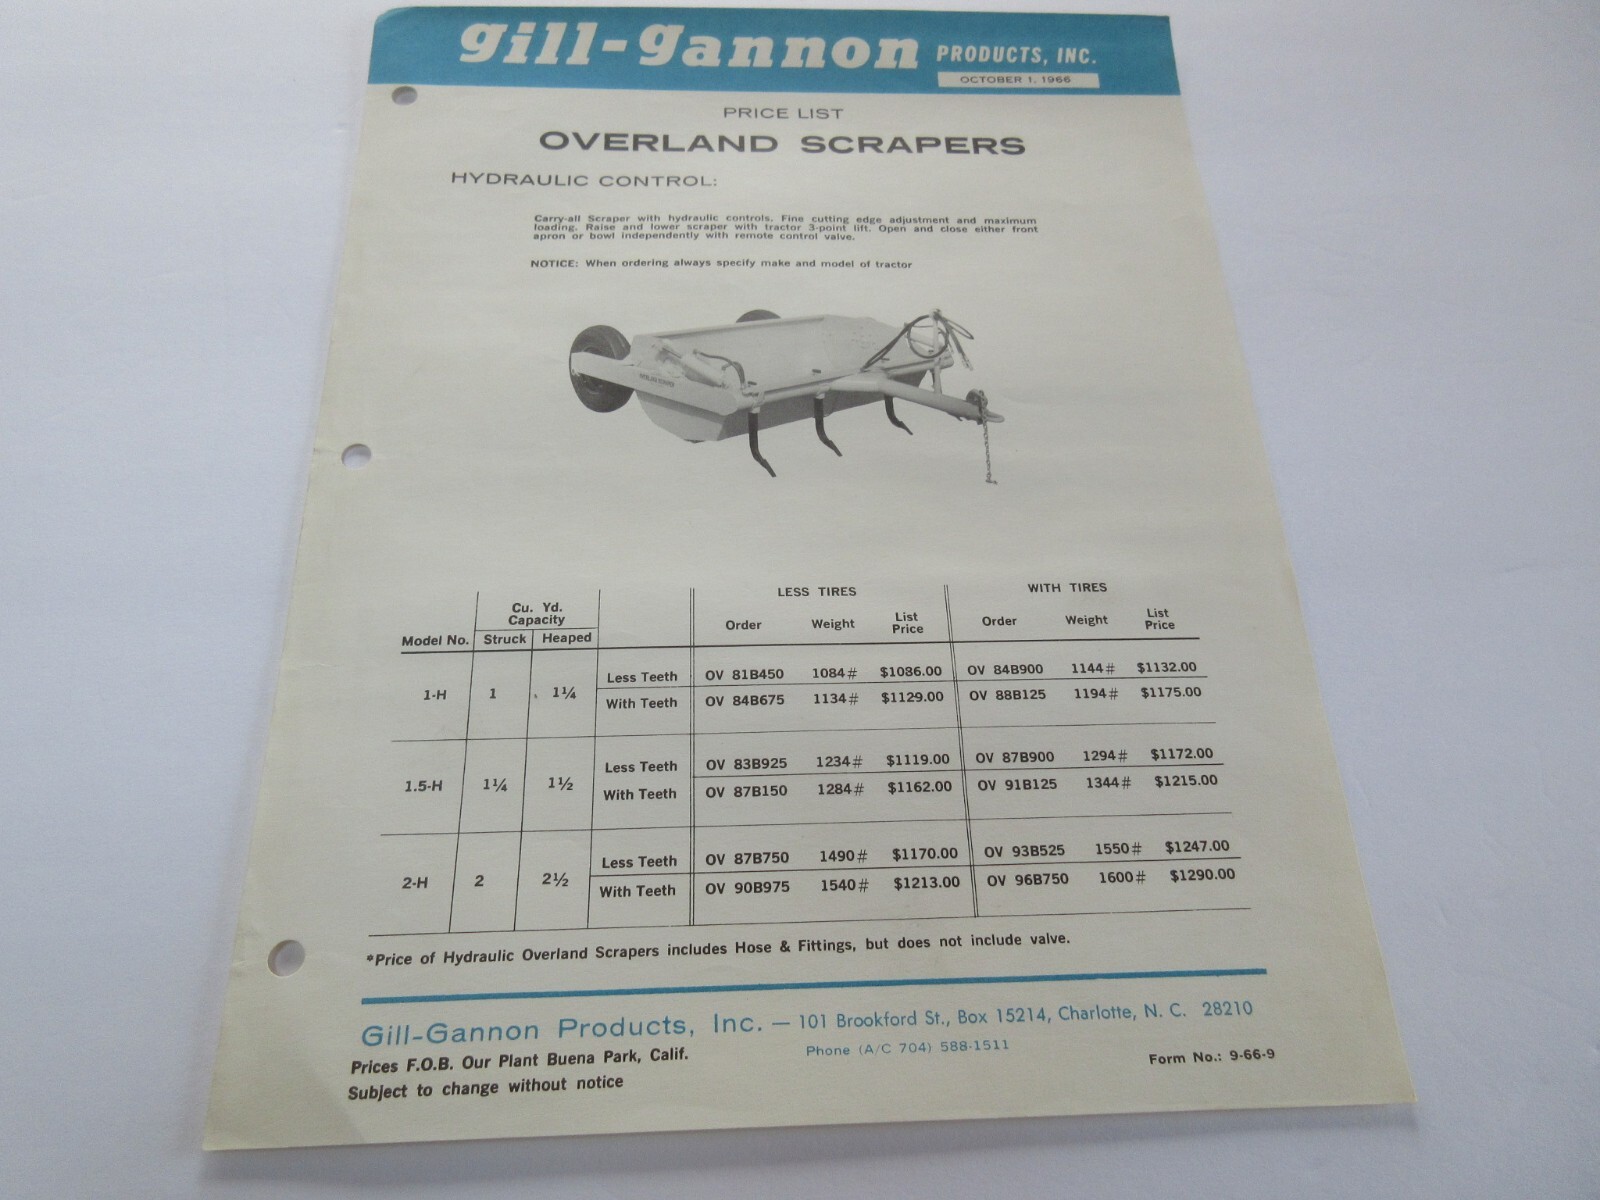 gill-gannon PRODUCTS, INC.
OCTOBER 1, 1966
PRICE LIST
OVERLAND SCRAPERS
HYDRAULIC CONTROL:
Carry-all Scraper with hydraulic controls. Fine cutting edge adjustment and maximum
loading. Raise and lower scraper with tractor 3-point lift. Open and close either front
apron or bowl independently with remote control valve.
NOTICE: When ordering always specify make and model of tractor
LESS TIRES WITH TIRES
Cu. Yd.
Capacity
Model No. Struck Heaped Order Weight List Price Order Weight List Price
1-H 1 1¼
Less Teeth OV 81B450 1084# $1086.00 OV 84B900 1144# $1132.00
With Teeth OV 84B675 1134# $1129.00 OV 88B125 1194# $1175.00
1.5-H 1¼ 1½
Less Teeth OV 83B925 1234# $1119.00 OV 87B900 1294# $1172.00
With Teeth OV 87B150 1284# $1162.00 OV 91B125 1344# $1215.00
2-H 2 2½
Less Teeth OV 87B750 1490# $1170.00 OV 93B525 1550# $1247.00
With Teeth OV 90B975 1540# $1213.00 OV 96B750 1600# $1290.00
*Price of Hydraulic Overland Scrapers includes Hose & Fittings, but does not include valve.
Gill-Gannon Products, Inc. — 101 Brookford St., Box 15214, Charlotte, N. C. 28210
Phone (A/C 704) 588-1511
Prices F.O.B. Our Plant Buena Park, Calif.
Subject to change without notice
Form No.: 9-66-9